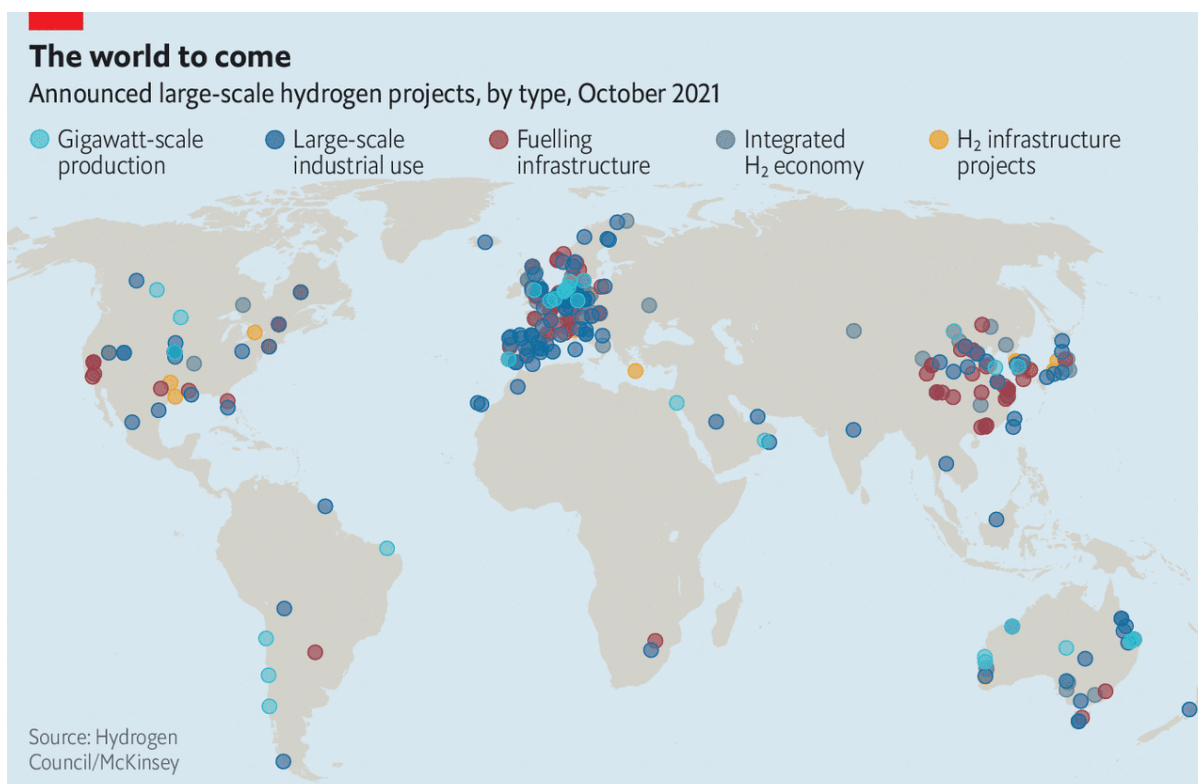 The world to come
Announced large-scale hydrogen projects, by type, October 2021
Gigawatt-scale
production
Large-scale
industrial use
Fuelling
infrastructure
Integrated
H₂ economy
H₂ infrastructure
projects
Source: Hydrogen
Council/McKinsey